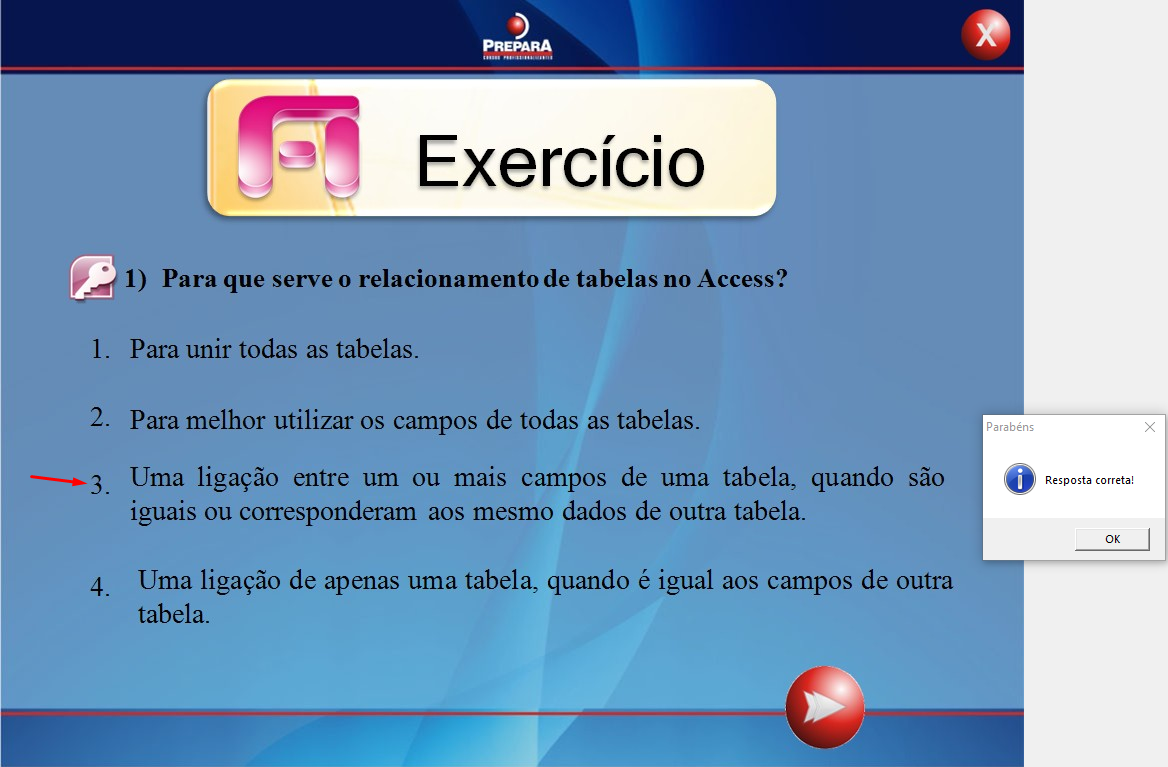 PREPARA
CURSOS PROFISSIONALIZANTES
X
Exercício
1) Para que serve o relacionamento de tabelas no Access?
1. Para unir todas as tabelas.
2. Para melhor utilizar os campos de todas as tabelas.
3. Uma ligação entre um ou mais campos de uma tabela, quando são
iguais ou corresponderam aos mesmo dados de outra tabela.
4. Uma ligação de apenas uma tabela, quando é igual aos campos de outra
tabela.
Parabéns
Resposta correta!
OK